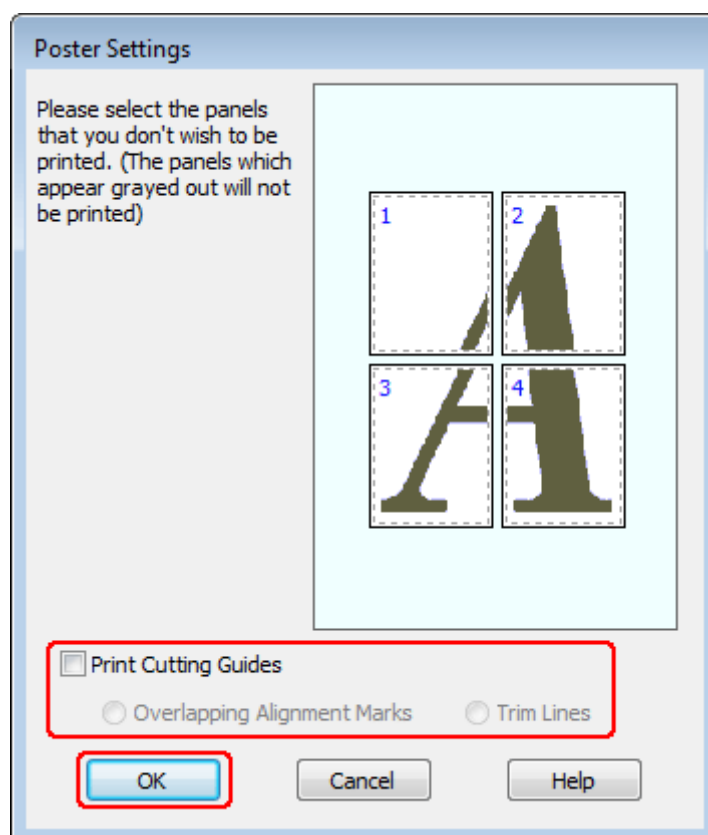 Poster Settings
Please select the panels
that you don't wish to be
printed. (The panels which
appear grayed out will not
be printed)
1
2
3
4
Print Cutting Guides
Overlapping Alignment Marks
Trim Lines
OK
Cancel
Help